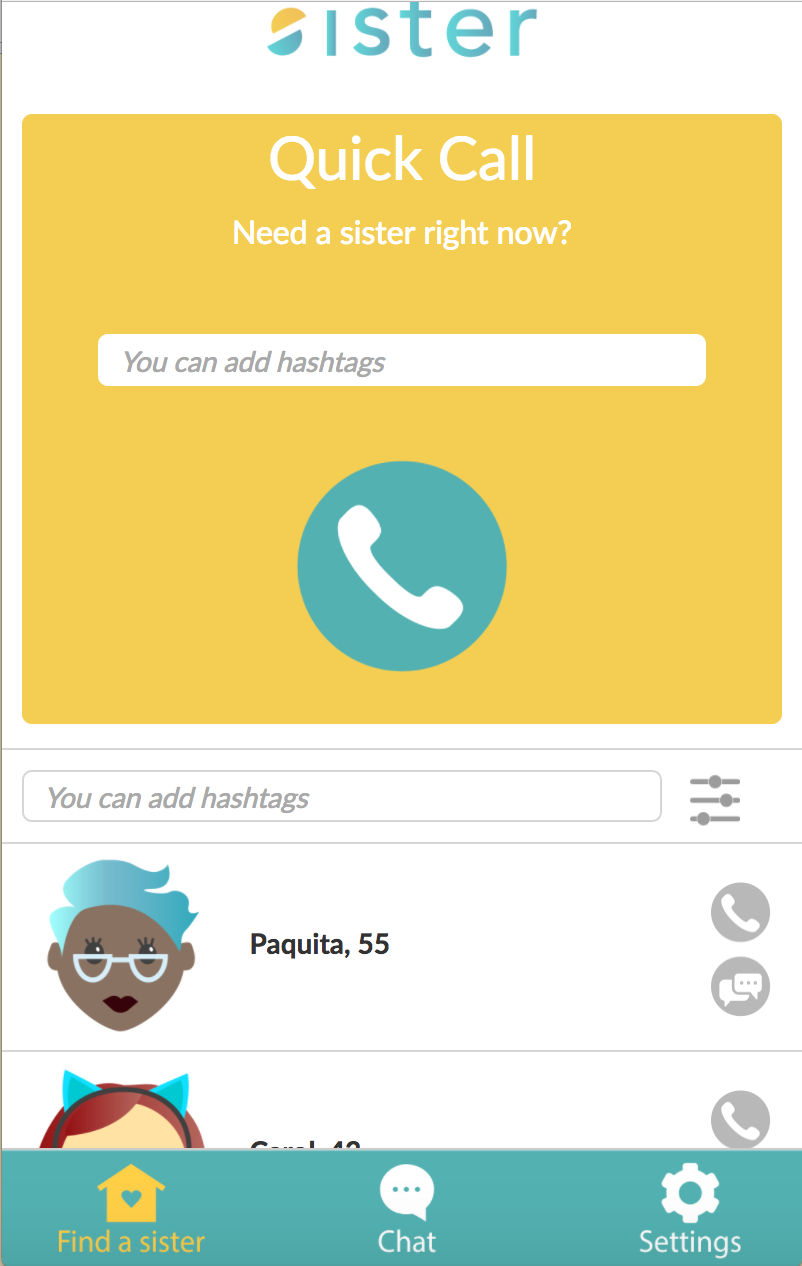 sister
Quick Call
Need a sister right now?
You can add hashtags
You can add hashtags
Paquita, 55
Find a sister
Chat
Settings